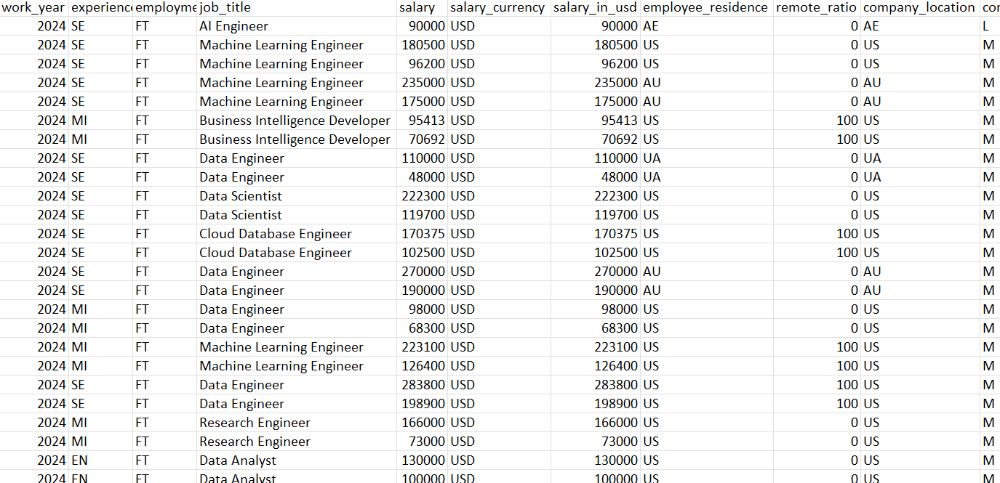 work_year experience employme job_title salary salary_currency salary_in_usd employee_residence remote_ratio company_location
2024 SE FT AI Engineer 90000 USD 90000 AE 0 AE L
2024 SE FT Machine Learning Engineer 180500 USD 180500 US 0 US M
2024 SE FT Machine Learning Engineer 96200 USD 96200 US 0 US M
2024 SE FT Machine Learning Engineer 235000 USD 235000 AU 0 AU M
2024 SE FT Machine Learning Engineer 175000 USD 175000 AU 0 AU M
2024 MI FT Business Intelligence Developer 95413 USD 95413 US 100 US M
2024 MI FT Business Intelligence Developer 70692 USD 70692 US 100 US M
2024 SE FT Data Engineer 110000 USD 110000 UA 0 UA M
2024 SE FT Data Engineer 48000 USD 48000 UA 0 UA M
2024 SE FT Data Scientist 222300 USD 222300 US 0 US M
2024 SE FT Data Scientist 119700 USD 119700 US 0 US M
2024 SE FT Cloud Database Engineer 170375 USD 170375 US 100 US M
2024 SE FT Cloud Database Engineer 102500 USD 102500 US 100 US M
2024 SE FT Data Engineer 270000 USD 270000 AU 0 AU M
2024 SE FT Data Engineer 190000 USD 190000 AU 0 AU M
2024 MI FT Data Engineer 98000 USD 98000 US 0 US M
2024 MI FT Data Engineer 68300 USD 68300 US 0 US M
2024 MI FT Machine Learning Engineer 223100 USD 223100 US 100 US M
2024 MI FT Machine Learning Engineer 126400 USD 126400 US 100 US M
2024 SE FT Data Engineer 283800 USD 283800 US 100 US M
2024 SE FT Data Engineer 198900 USD 198900 US 100 US M
2024 MI FT Research Engineer 166000 USD 166000 US 0 US M
2024 MI FT Research Engineer 73000 USD 73000 US 0 US M
2024 EN FT Data Analyst 130000 USD 130000 US 0 US M
2024 EN FT Data Analyst 100000 USD 100000 US 0 US M